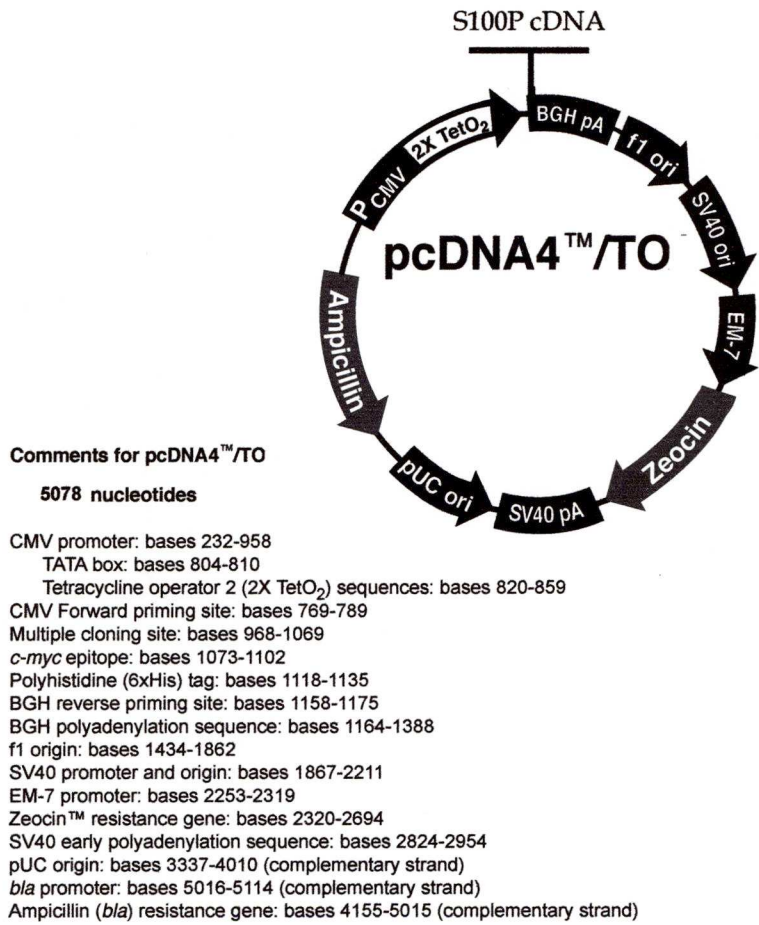 S100P cDNA
BGH pA
f1 ori
SV40 ori
EM-7
Zeocin
SV40 pA
pUC ori
Ampicillin
PCMV
2X TetO2
pcDNA4™/TO
Comments for pcDNA4™/TO
5078 nucleotides
CMV promoter: bases 232-958
TATA box: bases 804-810
Tetracycline operator 2 (2X TetO2) sequences: bases 820-859
CMV Forward priming site: bases 769-789
Multiple cloning site: bases 968-1069
c-myc epitope: bases 1073-1102
Polyhistidine (6xHis) tag: bases 1118-1135
BGH reverse priming site: bases 1158-1175
BGH polyadenylation sequence: bases 1164-1388
f1 origin: bases 1434-1862
SV40 promoter and origin: bases 1867-2211
EM-7 promoter: bases 2253-2319
Zeocin™ resistance gene: bases 2320-2694
SV40 early polyadenylation sequence: bases 2824-2954
pUC origin: bases 3337-4010 (complementary strand)
bla promoter: bases 5016-5114 (complementary strand)
Ampicillin (bla) resistance gene: bases 4155-5015 (complementary strand)